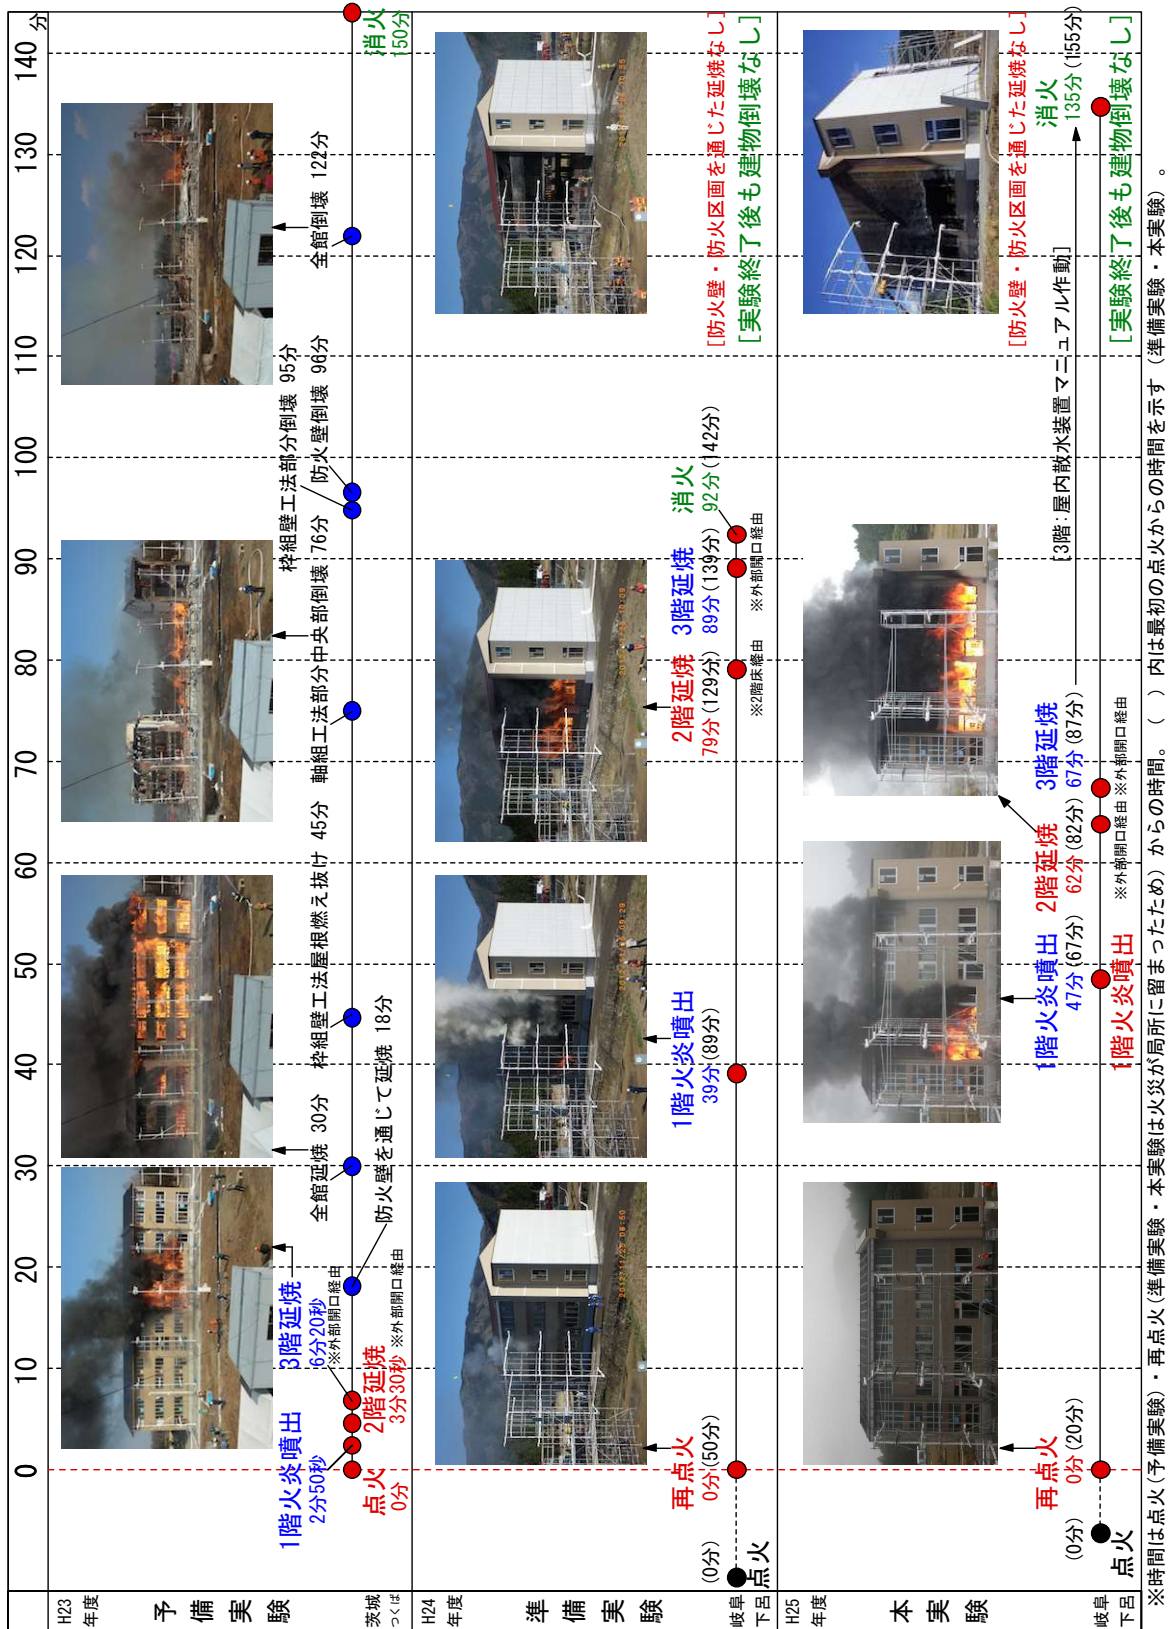 0 10 20 30 40 50 60 70 80 90 100 110 120 130 140 分
H23
年度
予備実験
茨城
つくば
点火
0分
1階火炎噴出
2分50秒
2階延焼
3分30秒 ※外部開口経由
3階延焼
6分20秒
※外部開口経由
防火壁を通じて延焼 18分
全館延焼 30分
枠組壁工法屋根燃え抜け 45分
軸組工法部分中央部倒壊 76分
枠組壁工法部分倒壊 95分
防火壁倒壊 96分
全館倒壊 122分
消火
150分
H24
年度
準備実験
岐阜
下呂
(0分)
点火
再点火
0分(50分)
1階火炎噴出
39分(89分)
2階延焼
79分(129分)
※2階床経由
3階延焼
89分(139分)
※外部開口経由
消火
92分(142分)
[防火壁・防火区画を通じた延焼なし]
[実験終了後も建物倒壊なし]
H25
年度
本実験
岐阜
下呂
(0分)
点火
再点火
0分(20分)
1階火炎噴出
47分(67分)
1階火炎噴出
2階延焼
62分(82分)
※外部開口経由
3階延焼
67分(87分)
※外部開口経由
[3階:屋内散水装置マニュアル作動]
消火
135分(155分)
[防火壁・防火区画を通じた延焼なし]
[実験終了後も建物倒壊なし]
※時間は点火(予備実験)・再点火(準備実験・本実験は火災が局所に留まったため)からの時間。( )内は最初の点火からの時間を示す(準備実験・本実験)。